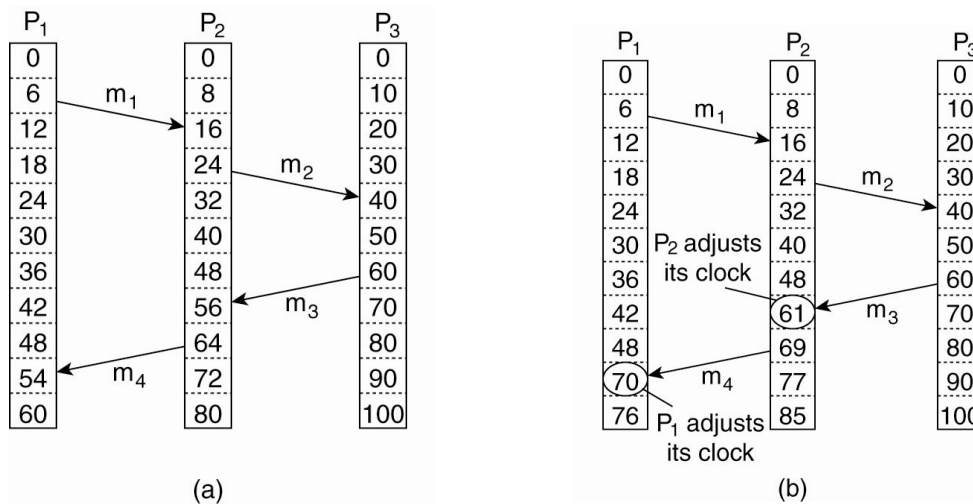 P1 P2 P3
0 0 0
6 8 10
m1
12 16 20
18 24 30
m2
24 32 40
30 40 50
36 48 60
42 56 70
m3
48 64 80
54 72 90
m4
60 80 100
(a)
P1 P2 P3
0 0 0
6 8 10
m1
12 16 20
18 24 30
m2
24 32 40
30 40 50
P2 adjusts
its clock
36 48 60
42 61 70
m3
48 69 80
70 77 90
m4
76 85 100
P1 adjusts
its clock
(b)